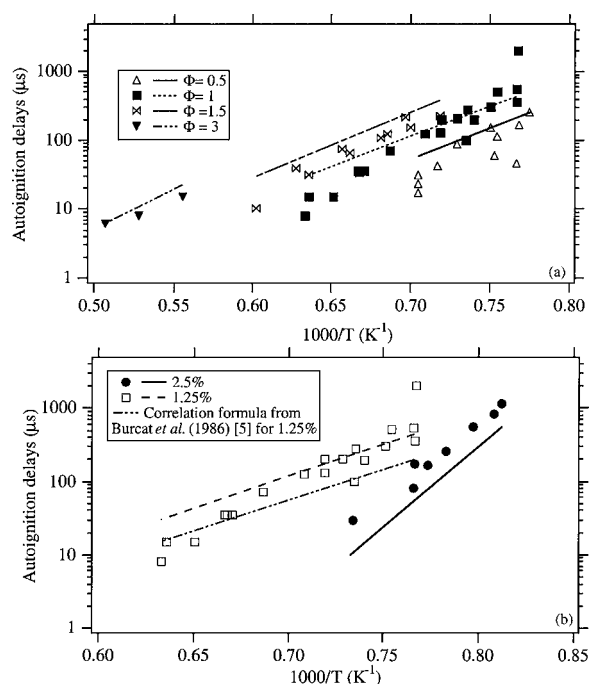 1000
100
10
1
Autoignition delays (µs)
Φ= 0.5
Φ= 1
Φ =1.5
Φ= 3
(a)
0.50 0.55 0.60 0.65 0.70 0.75 0.80
1000/T (K⁻¹)
1000
100
10
1
Autoignition delays (µs)
2.5%
1.25%
Correlation formula from
Burcat et al. (1986) [5] for 1.25%
(b)
0.60 0.65 0.70 0.75 0.80 0.85
1000/T (K⁻¹)